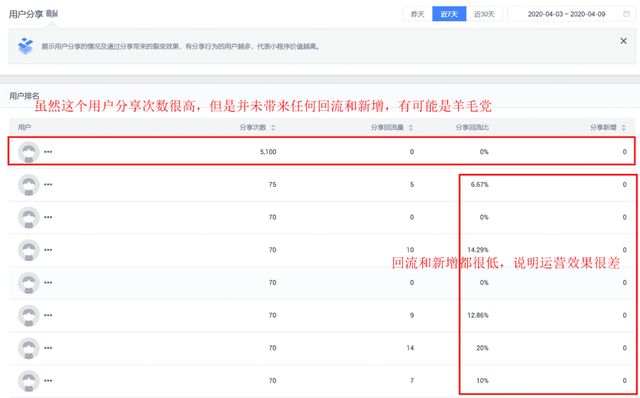 用户分享
昨天 近7天 近30天 2020-04-03 ~ 2020-04-09
展示用户分享的情况及通过分享带来的裂变效果，有分享行为的用户越多，代表小程序价值越高。
用户排名
虽然这个用户分享次数很高，但是并未带来任何回流和新增，有可能是羊毛党
用户 分享次数 分享回流量 分享回流比 分享新增
••• 5,100 0 0% 0
••• 75 5 6.67% 0
••• 70 0 0% 0
••• 70 10 14.29% 0
回流和新增都很低，说明运营效果很差
••• 70 0 0% 0
••• 70 9 12.86% 0
••• 70 14 20% 0
••• 70 7 10% 0